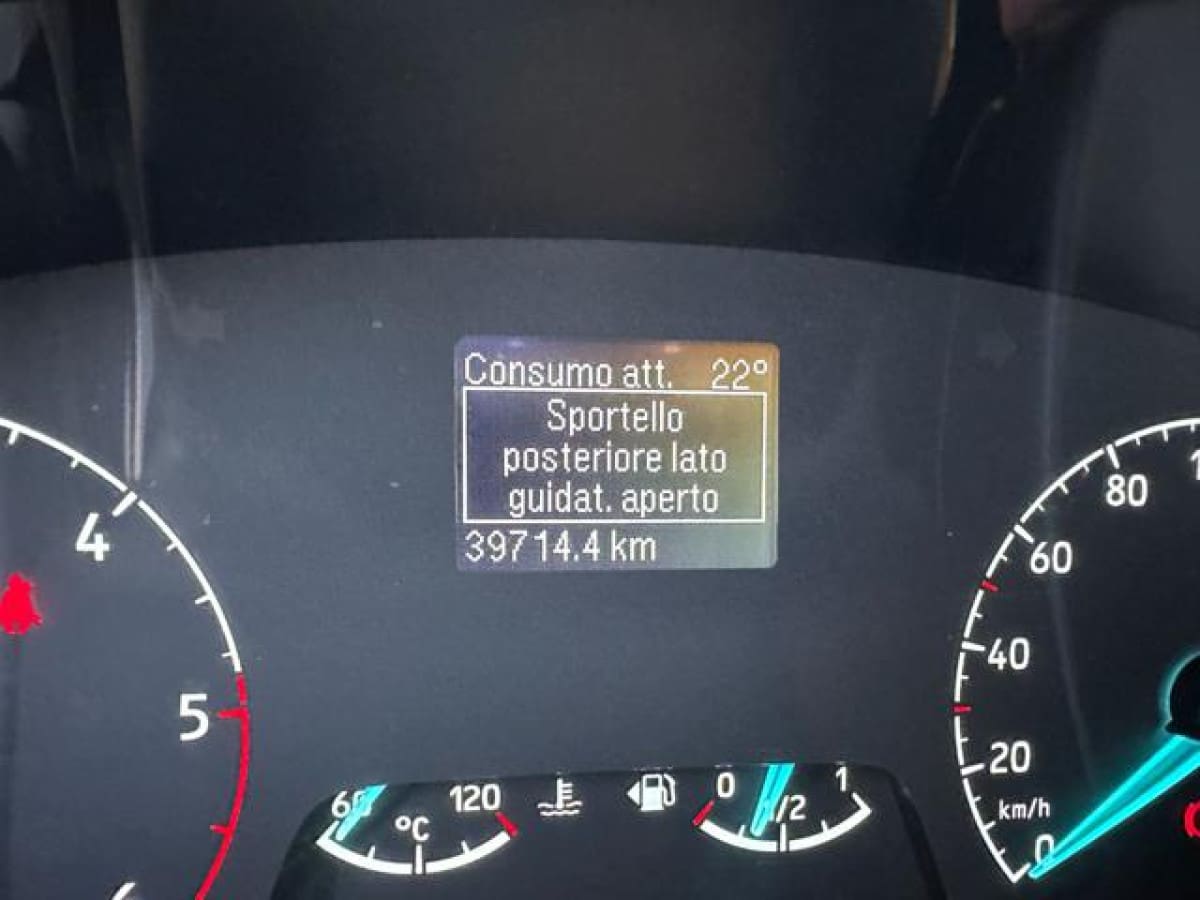 Consumo att. 22°
Sportello
posteriore lato
guidat. aperto
39714.4 km
4
5
6
60 120
°C
0 1/2 1
80
60
40
20
km/h
0